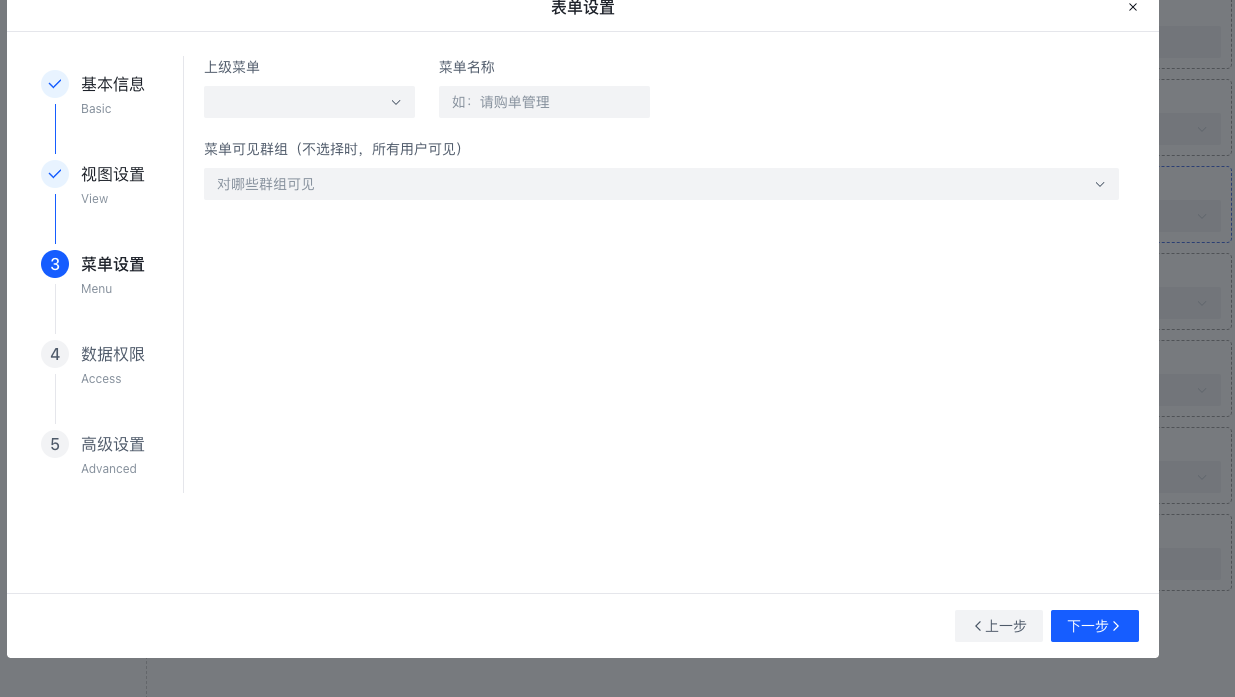 表单设置
基本信息
Basic
视图设置
View
3
菜单设置
Menu
4
数据权限
Access
5
高级设置
Advanced
上级菜单
菜单名称
如：请购单管理
菜单可见群组（不选择时，所有用户可见）
对哪些群组可见
上一步
下一步